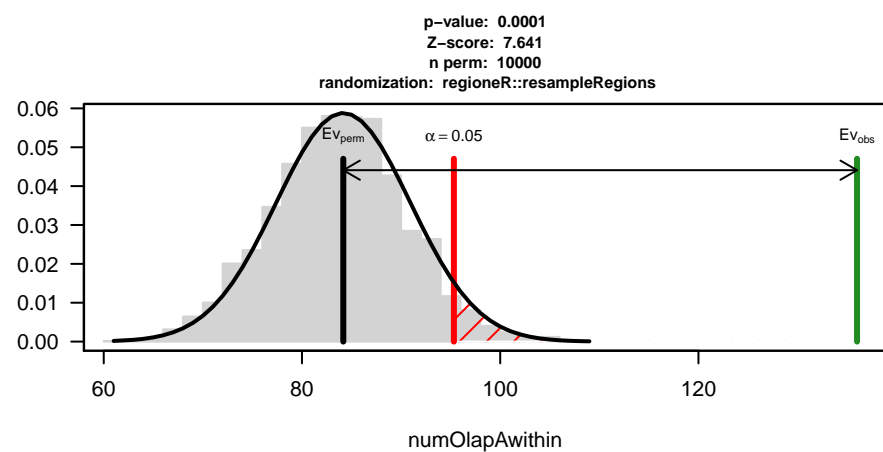 p−value: 0.0001
Z−score: 7.641
n perm: 10000
randomization: regioneR::resampleRegions
0.06
Ev_perm α = 0.05 Ev_obs
0.05
0.04
0.03
0.02
0.01
0.00
60 80 100 120
numOlapAwithin